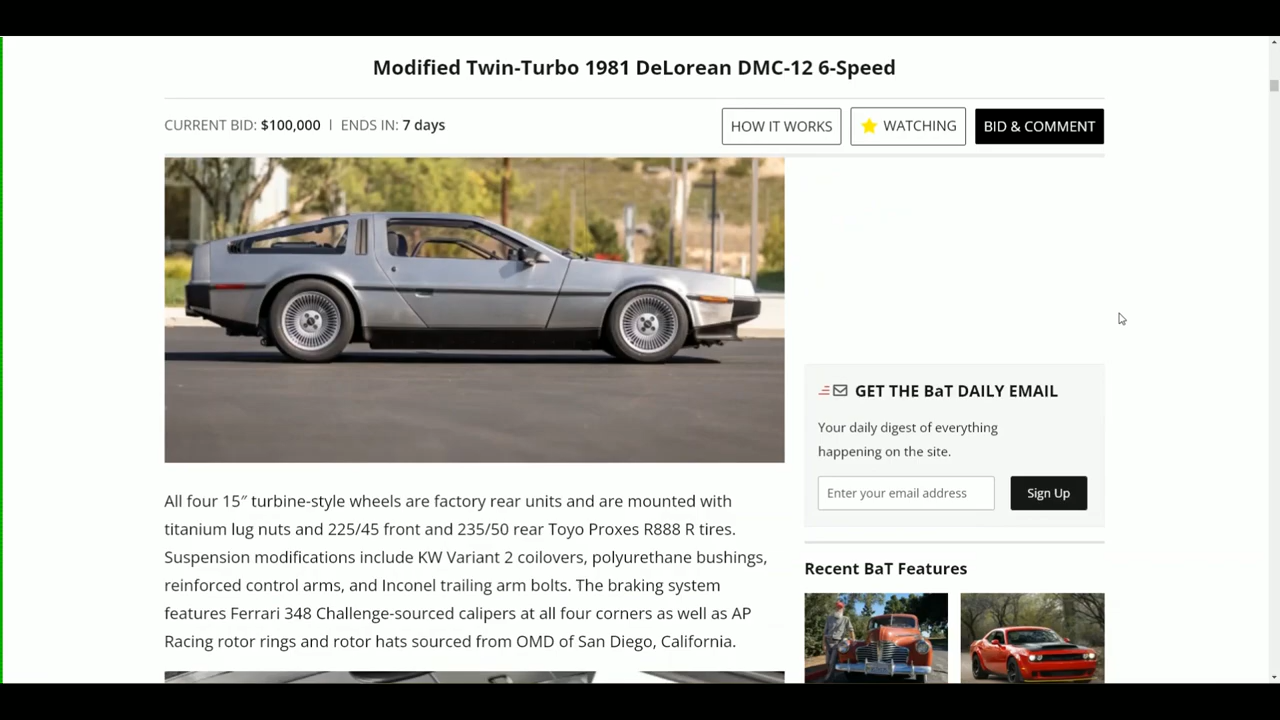 Modified Twin-Turbo 1981 DeLorean DMC-12 6-Speed
CURRENT BID: $100,000 | ENDS IN: 7 days
HOW IT WORKS
WATCHING
BID & COMMENT
GET THE BaT DAILY EMAIL
Your daily digest of everything
happening on the site.
Enter your email address
Sign Up
All four 15″ turbine-style wheels are factory rear units and are mounted with
titanium lug nuts and 225/45 front and 235/50 rear Toyo Proxes R888 R tires.
Suspension modifications include KW Variant 2 coilovers, polyurethane bushings,
reinforced control arms, and Inconel trailing arm bolts. The braking system
features Ferrari 348 Challenge-sourced calipers at all four corners as well as AP
Racing rotor rings and rotor hats sourced from OMD of San Diego, California.
Recent BaT Features